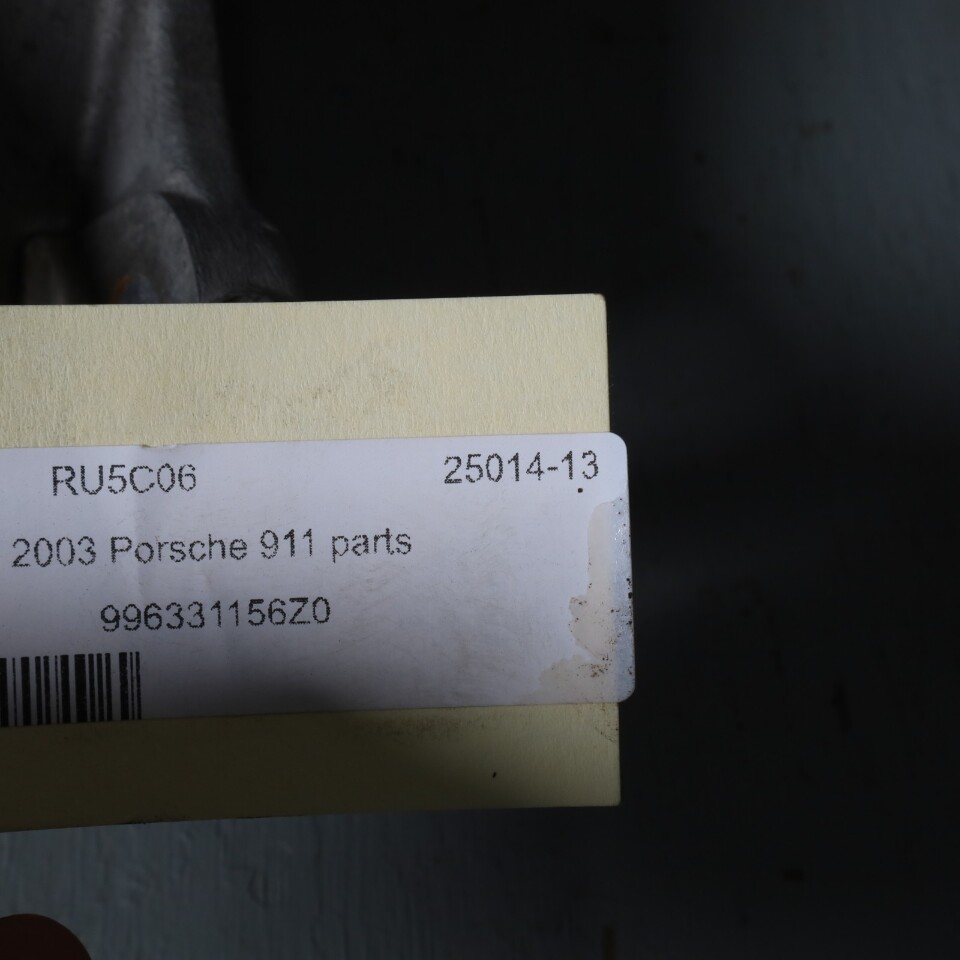 RU5C06 25014-13
2003 Porsche 911 parts
996331156Z0